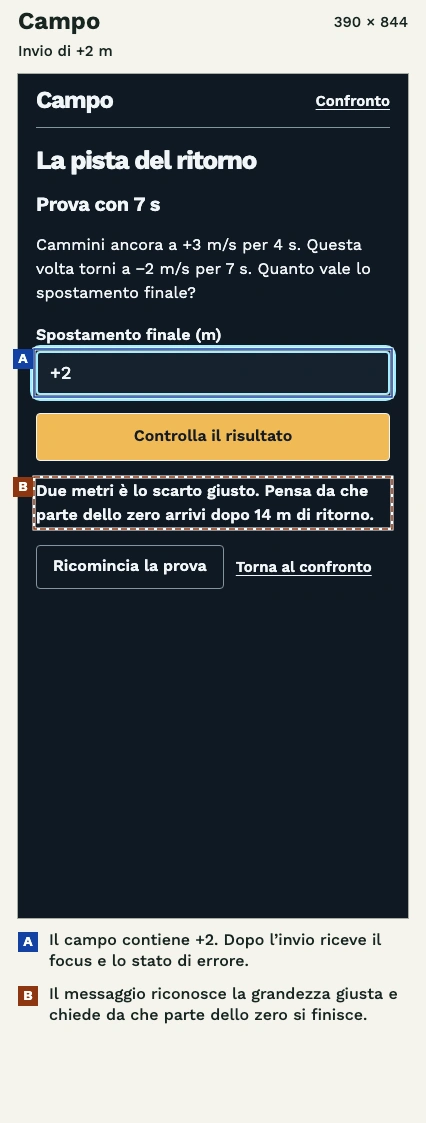 Campo
390 × 844
Invio di +2 m
Campo
Confronto
La pista del ritorno
Prova con 7 s
Cammini ancora a +3 m/s per 4 s. Questa
volta torni a −2 m/s per 7 s. Quanto vale lo
spostamento finale?
Spostamento finale (m)
A
+2
Controlla il risultato
B
Due metri è lo scarto giusto. Pensa da che
parte dello zero arrivi dopo 14 m di ritorno.
Ricomincia la prova
Torna al confronto
A
Il campo contiene +2. Dopo l’invio riceve il
focus e lo stato di errore.
B
Il messaggio riconosce la grandezza giusta e
chiede da che parte dello zero si finisce.